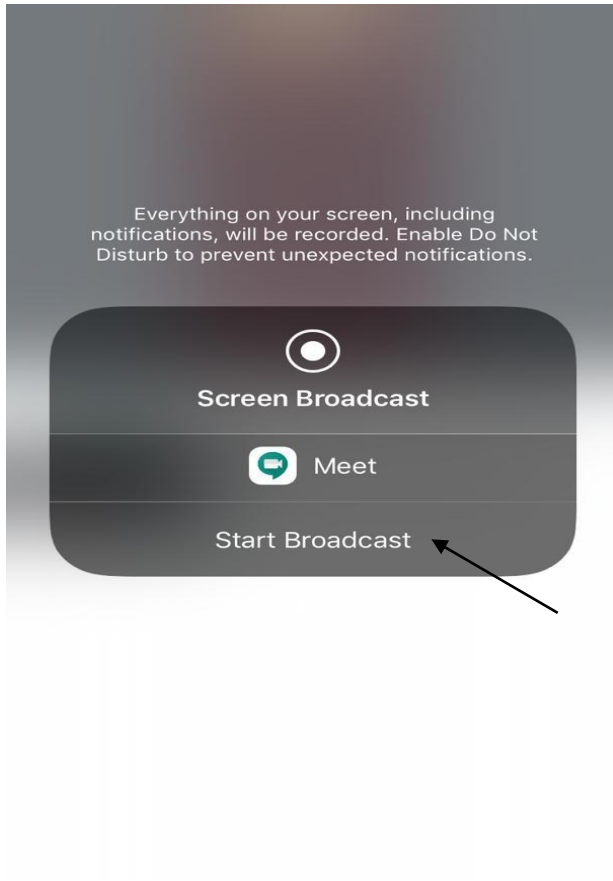 Everything on your screen, including
notifications, will be recorded. Enable Do Not
Disturb to prevent unexpected notifications.
Screen Broadcast
Meet
Start Broadcast